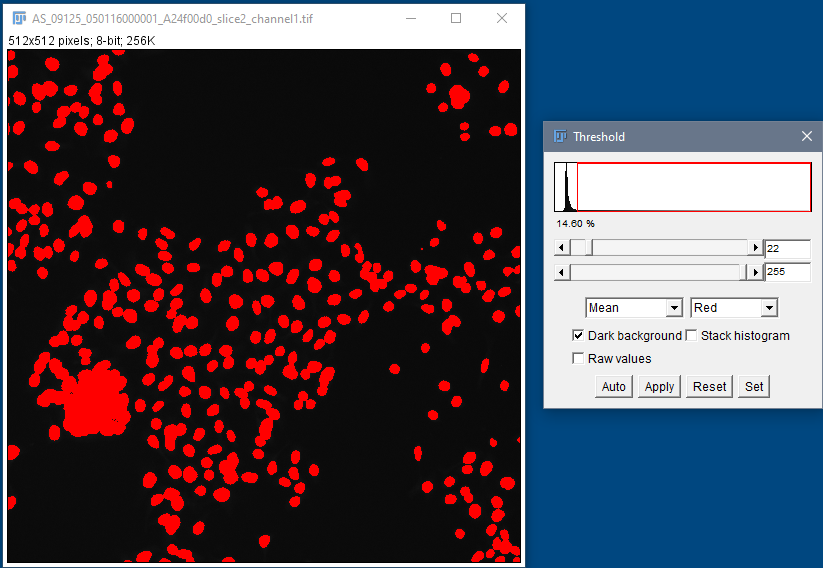 AS_09125_050116000001_A24f00d0_slice2_channel1.tif
512x512 pixels; 8-bit; 256K
Threshold
14.60 %
22
255
Mean
Red
Dark background
Stack histogram
Raw values
Auto
Apply
Reset
Set